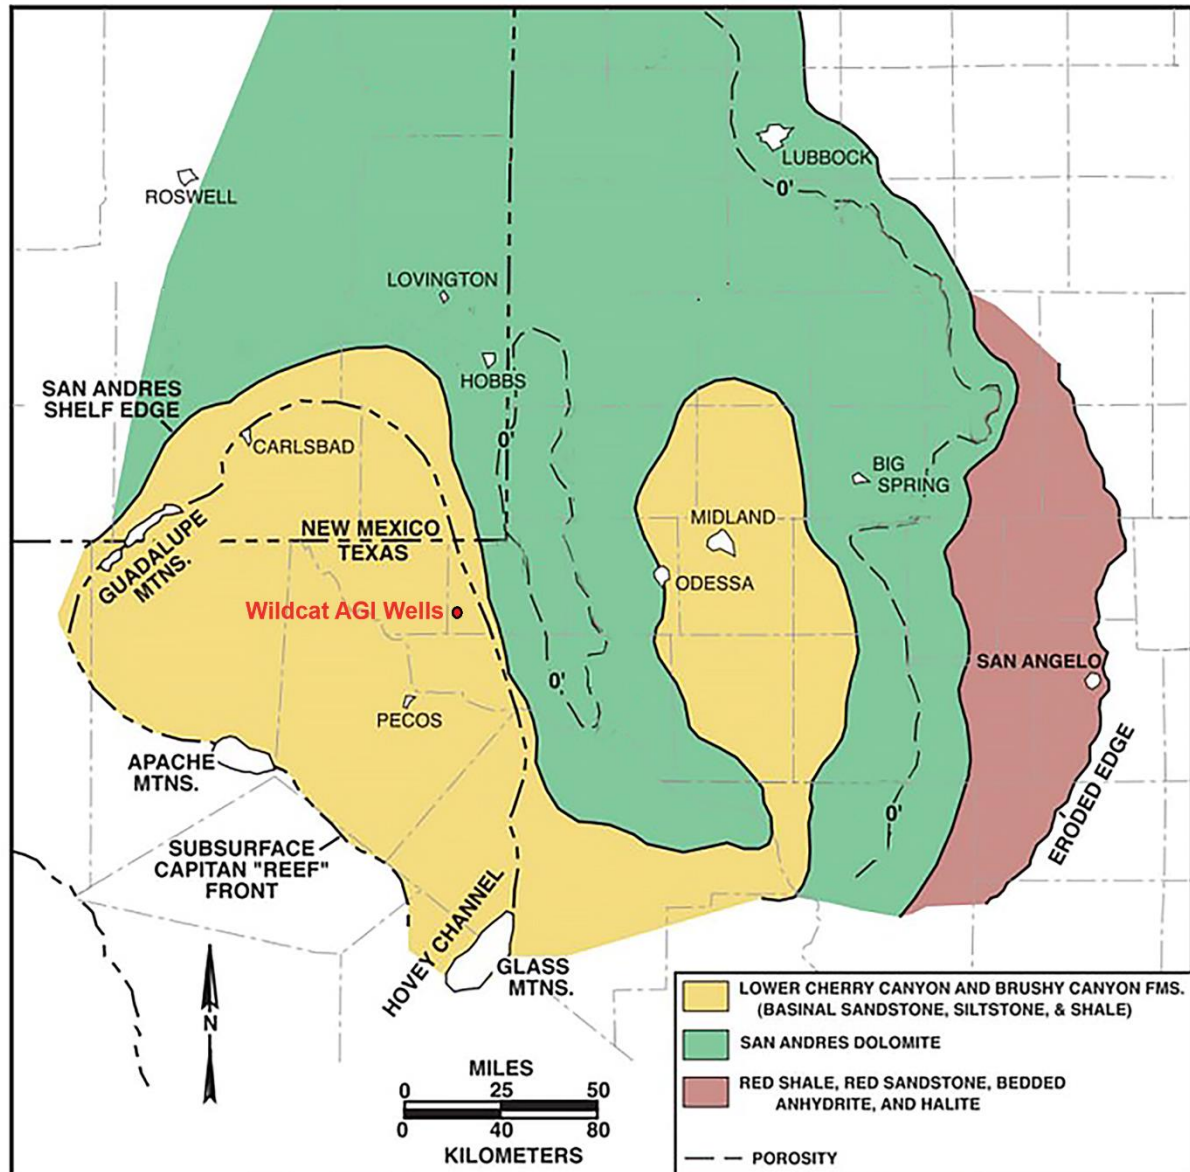 LUBBOCK
0'
ROSWELL
LOVINGTON
HOBBS
SAN ANDRES
SHELF EDGE
0'
CARLSBAD
BIG
SPRING
MIDLAND
NEW MEXICO
TEXAS
GUADALUPE
MTNS.
ODESSA
Wildcat AGI Wells
SAN ANGELO
0'
PECOS
APACHE
MTNS.
ERODED EDGE
0'
SUBSURFACE
CAPITAN "REEF"
FRONT
HOVEY CHANNEL
GLASS
MTNS.
N
MILES
0 25 50
0 40 80
KILOMETERS
LOWER CHERRY CANYON AND BRUSHY CANYON FMS.
(BASINAL SANDSTONE, SILTSTONE, & SHALE)
SAN ANDRES DOLOMITE
RED SHALE, RED SANDSTONE, BEDDED
ANHYDRITE, AND HALITE
POROSITY